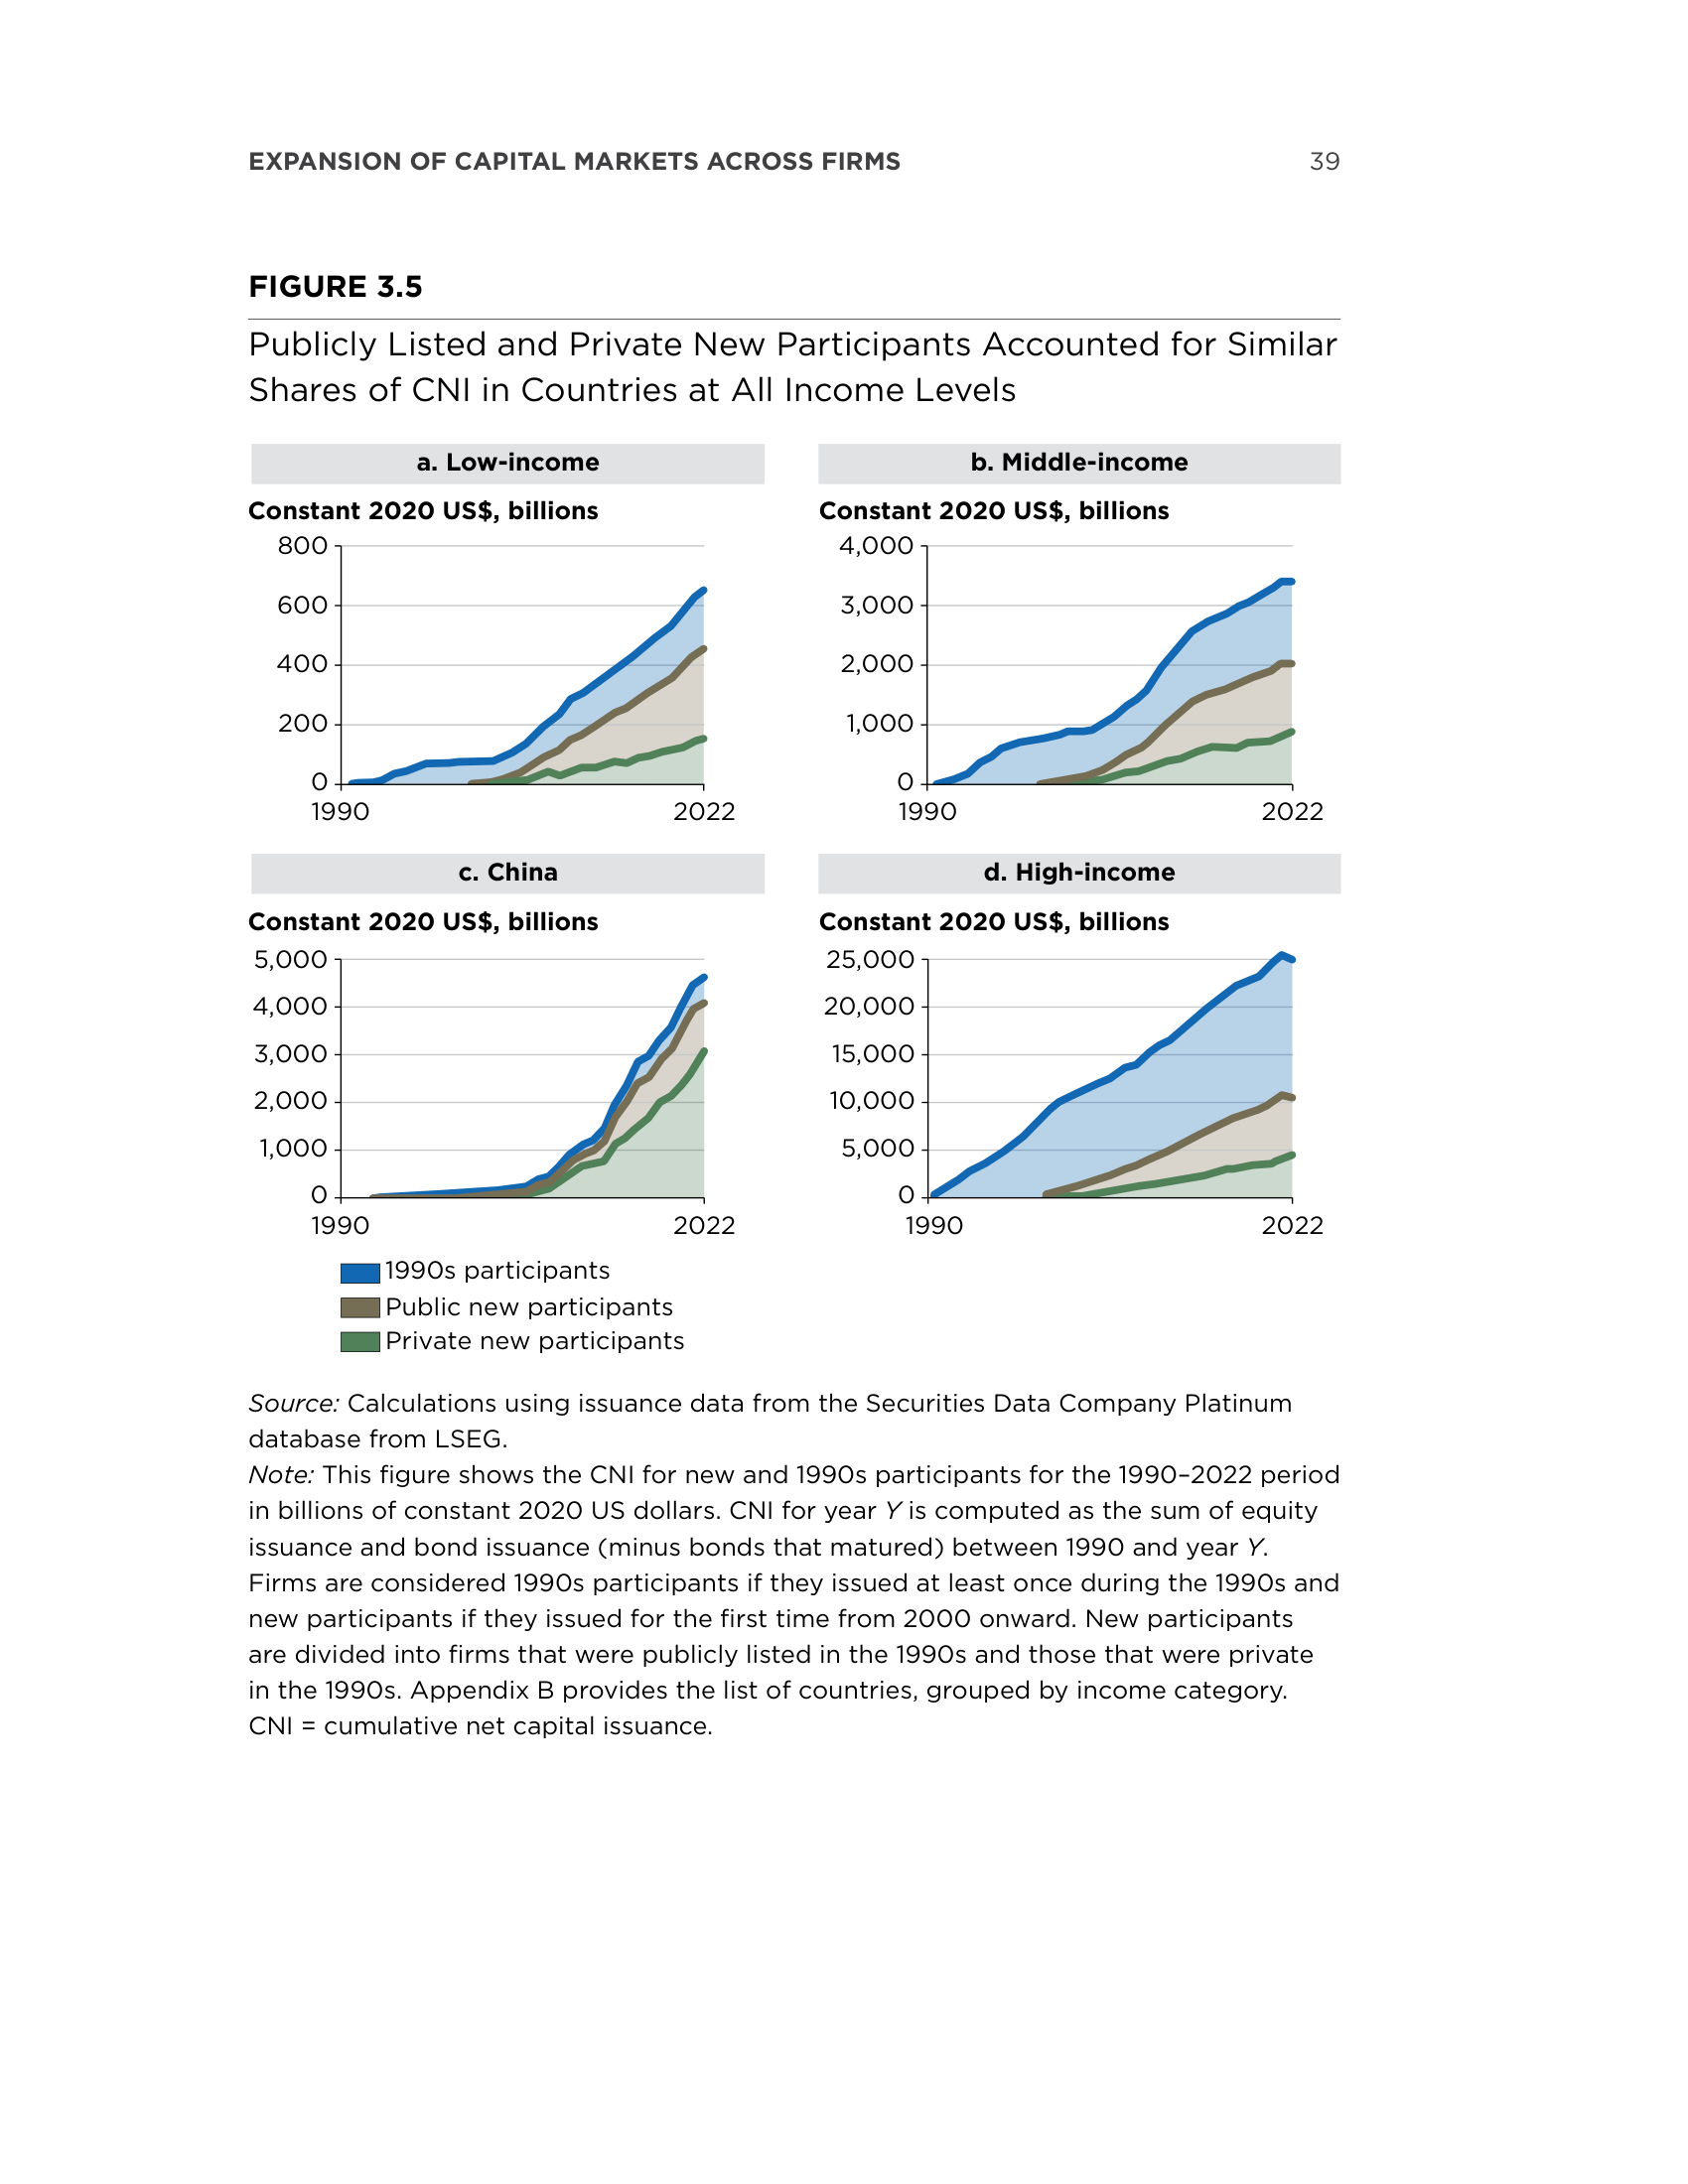 EXPANSION OF CAPITAL MARKETS ACROSS FIRMS 39
FIGURE 3.5
Publicly Listed and Private New Participants Accounted for Similar
Shares of CNI in Countries at All Income Levels
a. Low-income
Constant 2020 US$, billions
800
600
400
200
0
1990 2022
b. Middle-income
Constant 2020 US$, billions
4,000
3,000
2,000
1,000
0
1990 2022
c. China
Constant 2020 US$, billions
5,000
4,000
3,000
2,000
1,000
0
1990 2022
d. High-income
Constant 2020 US$, billions
25,000
20,000
15,000
10,000
5,000
0
1990 2022
1990s participants
Public new participants
Private new participants
Source: Calculations using issuance data from the Securities Data Company Platinum
database from LSEG.
Note: This figure shows the CNI for new and 1990s participants for the 1990–2022 period
in billions of constant 2020 US dollars. CNI for year Y is computed as the sum of equity
issuance and bond issuance (minus bonds that matured) between 1990 and year Y.
Firms are considered 1990s participants if they issued at least once during the 1990s and
new participants if they issued for the first time from 2000 onward. New participants
are divided into firms that were publicly listed in the 1990s and those that were private
in the 1990s. Appendix B provides the list of countries, grouped by income category.
CNI = cumulative net capital issuance.